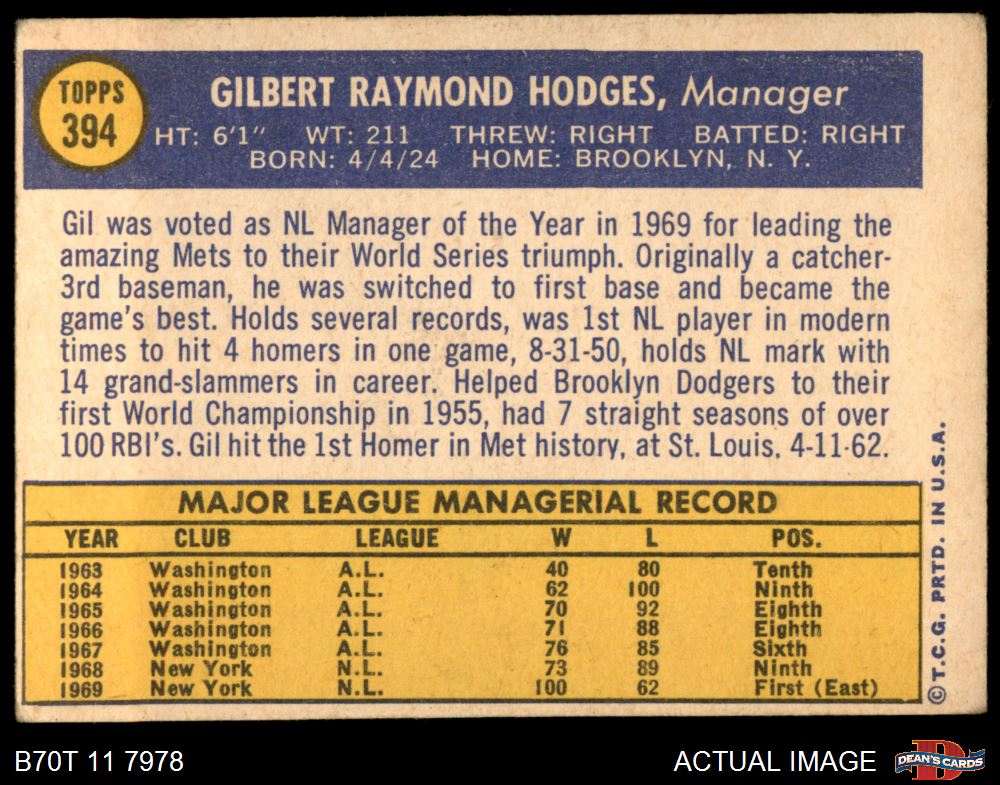 TOPPS
394
GILBERT RAYMOND HODGES, Manager
HT: 6'1" WT: 211 THREW: RIGHT BATTED: RIGHT
BORN: 4/4/24 HOME: BROOKLYN, N. Y.
Gil was voted as NL Manager of the Year in 1969 for leading the
amazing Mets to their World Series triumph. Originally a catcher-
3rd baseman, he was switched to first base and became the
game's best. Holds several records, was 1st NL player in modern
times to hit 4 homers in one game, 8-31-50, holds NL mark with
14 grand-slammers in career. Helped Brooklyn Dodgers to their
first World Championship in 1955, had 7 straight seasons of over
100 RBI's. Gil hit the 1st Homer in Met history, at St. Louis, 4-11-62.
MAJOR LEAGUE MANAGERIAL RECORD
YEAR CLUB LEAGUE W L POS.
1963 Washington A.L. 40 80 Tenth
1964 Washington A.L. 62 100 Ninth
1965 Washington A.L. 70 92 Eighth
1966 Washington A.L. 71 88 Eighth
1967 Washington A.L. 76 85 Sixth
1968 New York N.L. 73 89 Ninth
1969 New York N.L. 100 62 First (East)
© T.C.G. PRTD. IN U.S.A.
B70T 11 7978
ACTUAL IMAGE
D
DEAN'S CARDS